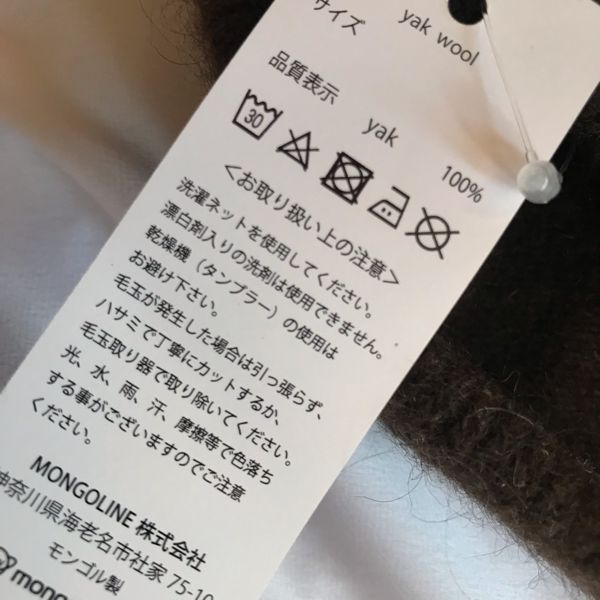 サイズ yak wool
品質表示
yak 100%
30
＜お取り扱い上の注意＞
洗濯ネットを使用してください。
漂白剤入りの洗剤は使用できません。
乾燥機（タンブラー）の使用は
お避け下さい。
毛玉が発生した場合は引っ張らず、
ハサミで丁寧にカットするか、
毛玉取り器で取り除いてください。
光、水、雨、汗、摩擦等で色落ち
する事がございますのでご注意
ください。
MONGOLINE 株式会社
神奈川県海老名市社家 75-10
モンゴル製
mong